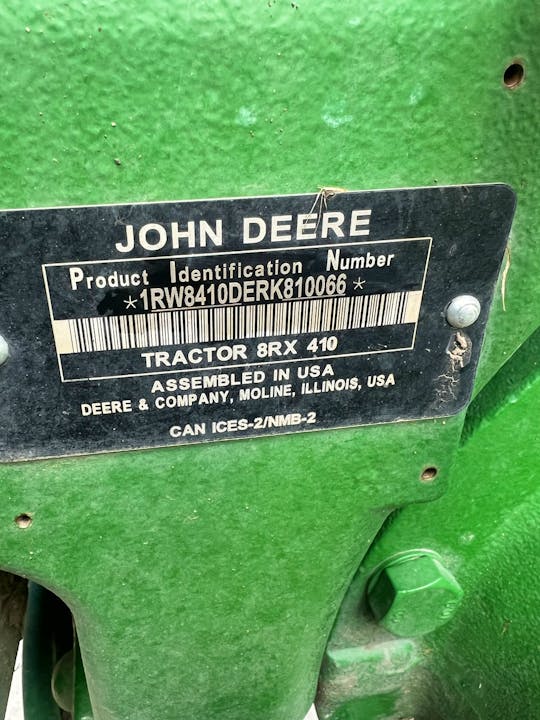 JOHN DEERE
Product Identification Number
*1RW8410DERK810066*
TRACTOR 8RX 410
ASSEMBLED IN USA
DEERE & COMPANY, MOLINE, ILLINOIS, USA
CAN ICES-2/NMB-2